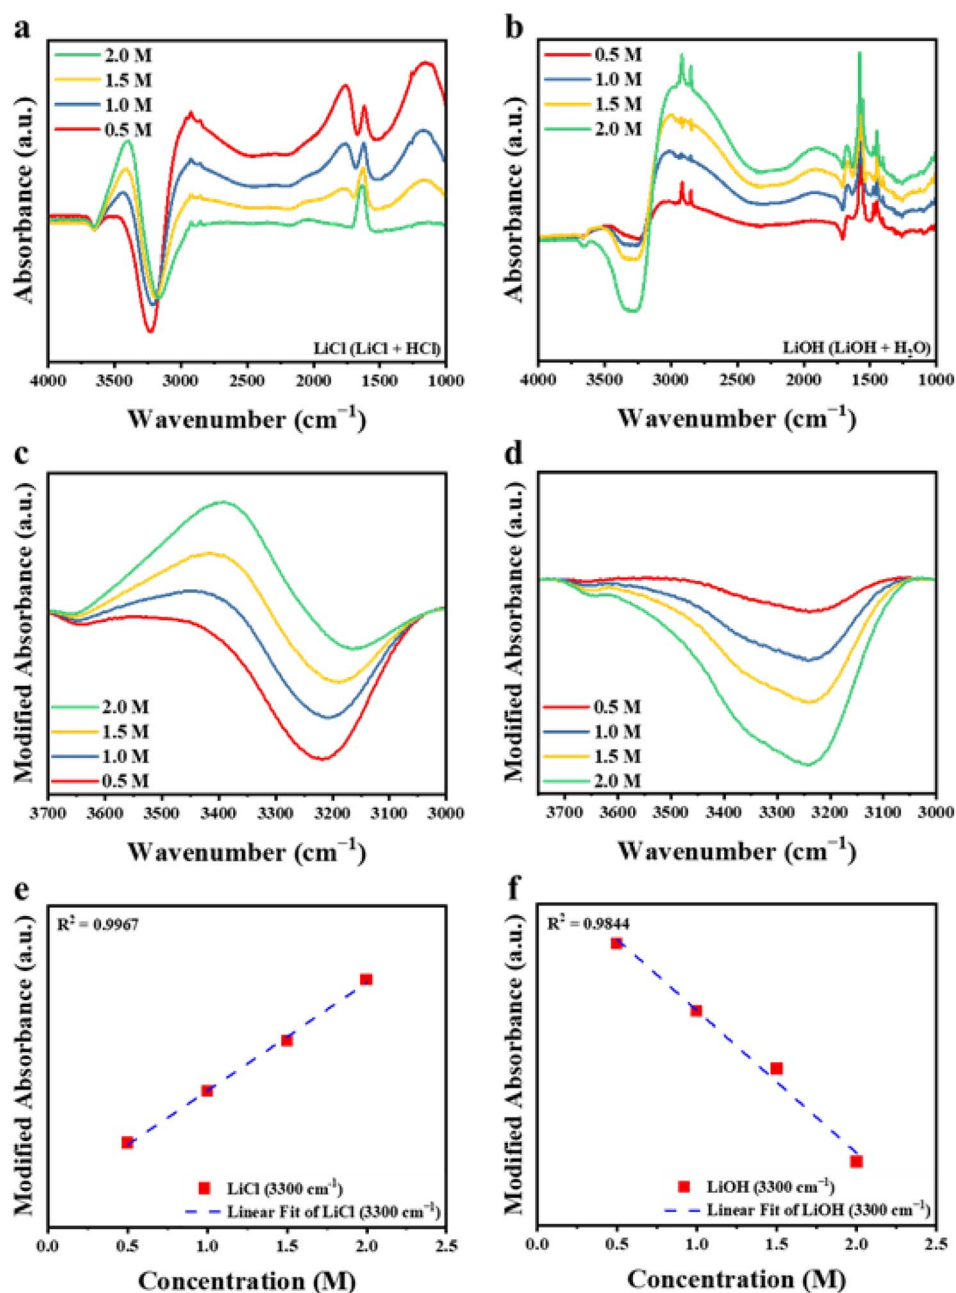 a
2.0 M
1.5 M
1.0 M
0.5 M
Absorbance (a.u.)
LiCl (LiCl + HCl)
4000 3500 3000 2500 2000 1500 1000
Wavenumber (cm⁻¹)
b
0.5 M
1.0 M
1.5 M
2.0 M
Absorbance (a.u.)
LiOH (LiOH + H₂O)
4000 3500 3000 2500 2000 1500 1000
Wavenumber (cm⁻¹)
c
Modified Absorbance (a.u.)
2.0 M
1.5 M
1.0 M
0.5 M
3700 3600 3500 3400 3300 3200 3100 3000
Wavenumber (cm⁻¹)
d
Modified Absorbance (a.u.)
0.5 M
1.0 M
1.5 M
2.0 M
3700 3600 3500 3400 3300 3200 3100 3000
Wavenumber (cm⁻¹)
e
R² = 0.9967
Modified Absorbance (a.u.)
LiCl (3300 cm⁻¹)
Linear Fit of LiCl (3300 cm⁻¹)
0.0 0.5 1.0 1.5 2.0 2.5
Concentration (M)
f
R² = 0.9844
Modified Absorbance (a.u.)
LiOH (3300 cm⁻¹)
Linear Fit of LiOH (3300 cm⁻¹)
0.0 0.5 1.0 1.5 2.0 2.5
Concentration (M)